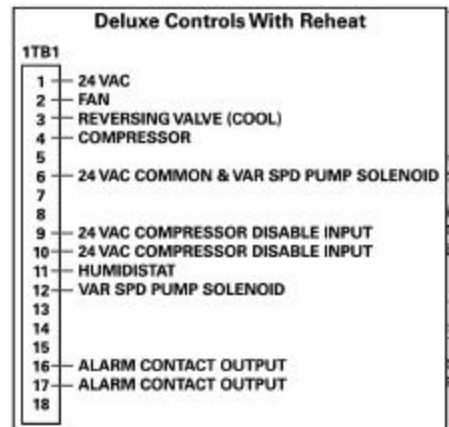 Deluxe Controls With Reheat
1TB1
1 24 VAC
2 FAN
3 REVERSING VALVE (COOL)
4 COMPRESSOR
5
6 24 VAC COMMON & VAR SPD PUMP SOLENOID
7
8
9 24 VAC COMPRESSOR DISABLE INPUT
10 24 VAC COMPRESSOR DISABLE INPUT
11 HUMIDISTAT
12 VAR SPD PUMP SOLENOID
13
14
15
16 ALARM CONTACT OUTPUT
17 ALARM CONTACT OUTPUT
18